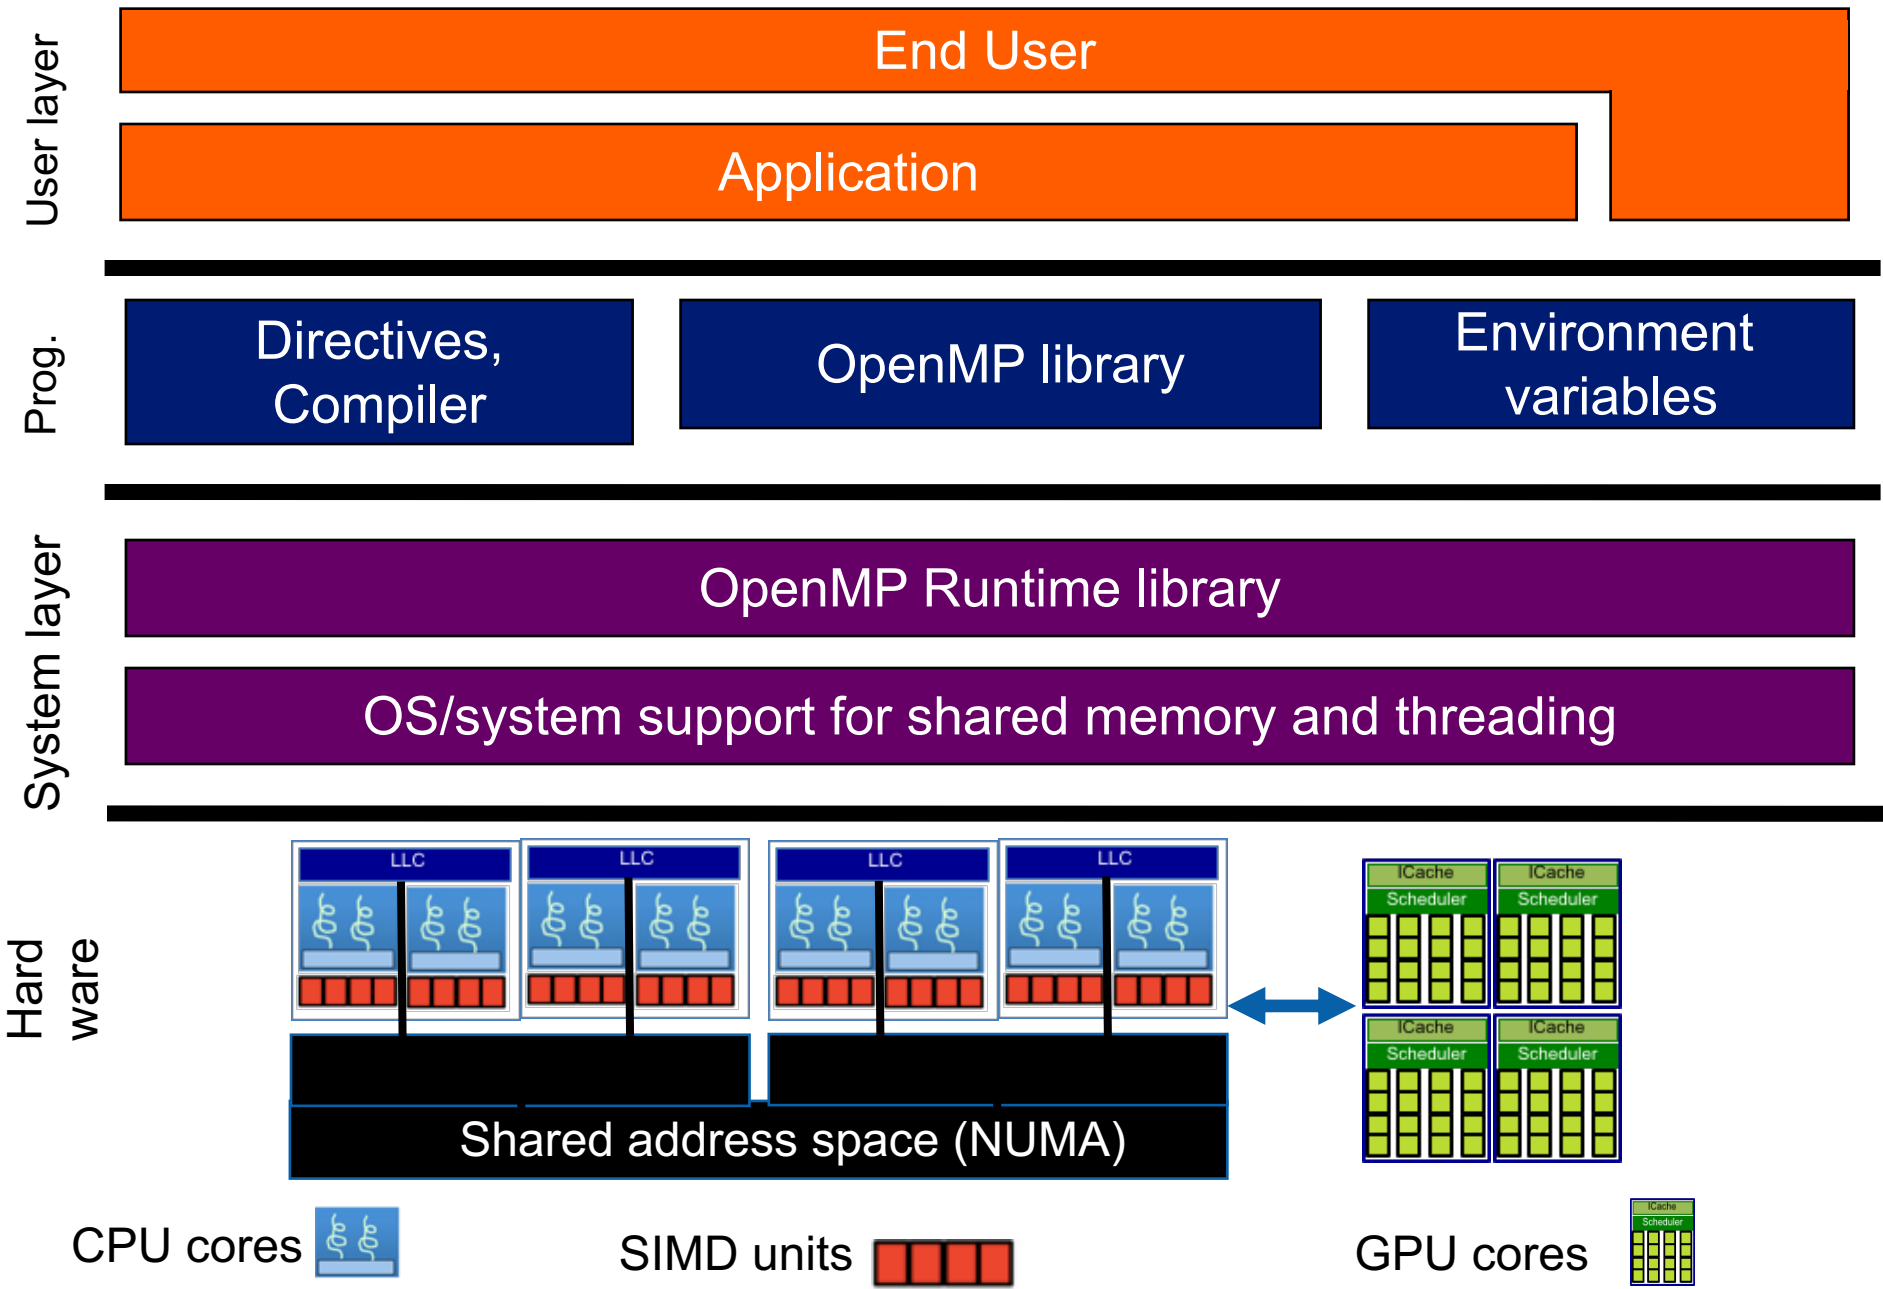 User layer
End User
Application
Prog.
Directives,
Compiler
OpenMP library
Environment
variables
System layer
OpenMP Runtime library
OS/system support for shared memory and threading
Hard
ware
LLC
LLC
LLC
LLC
ICache
Scheduler
ICache
Scheduler
ICache
Scheduler
ICache
Scheduler
Shared address space (NUMA)
CPU cores
SIMD units
GPU cores
ICache
Scheduler